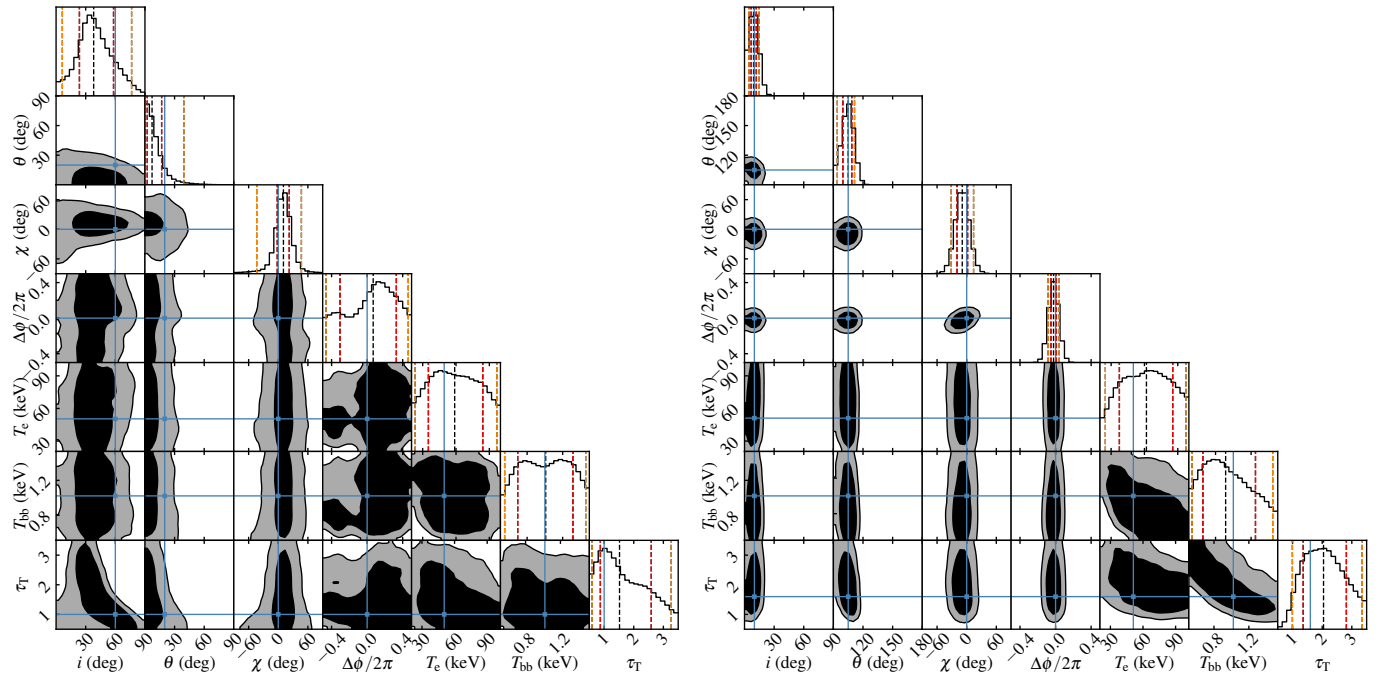 90 60 30 θ (deg)
60 0 −60 χ (deg)
0.4 0.0 −0.4 Δϕ/2π
90 60 30 T_e (keV)
1.2 0.8 T_bb (keV)
3 2 1 τ_T
30 60 90 i (deg)
30 60 90 θ (deg)
−60 0 60 χ (deg)
−0.4 0.0 0.4 Δϕ/2π
30 60 90 T_e (keV)
0.8 1.2 T_bb (keV)
1 2 3 τ_T
180 150 120 θ (deg)
60 0 −60 χ (deg)
0.4 0.0 −0.4 Δϕ/2π
90 60 30 T_e (keV)
1.2 0.8 T_bb (keV)
3 2 1 τ_T
30 60 90 i (deg)
120 150 180 θ (deg)
−60 0 60 χ (deg)
−0.4 0.0 0.4 Δϕ/2π
30 60 90 T_e (keV)
0.8 1.2 T_bb (keV)
1 2 3 τ_T